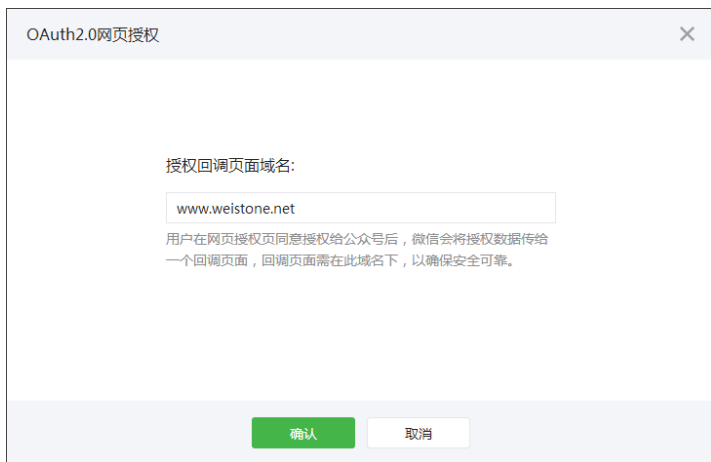 OAuth2.0网页授权
授权回调页面域名:
www.weistone.net
用户在网页授权页同意授权给公众号后，微信会将授权数据传给
一个回调页面，回调页面需在此域名下，以确保安全可靠。
确认
取消